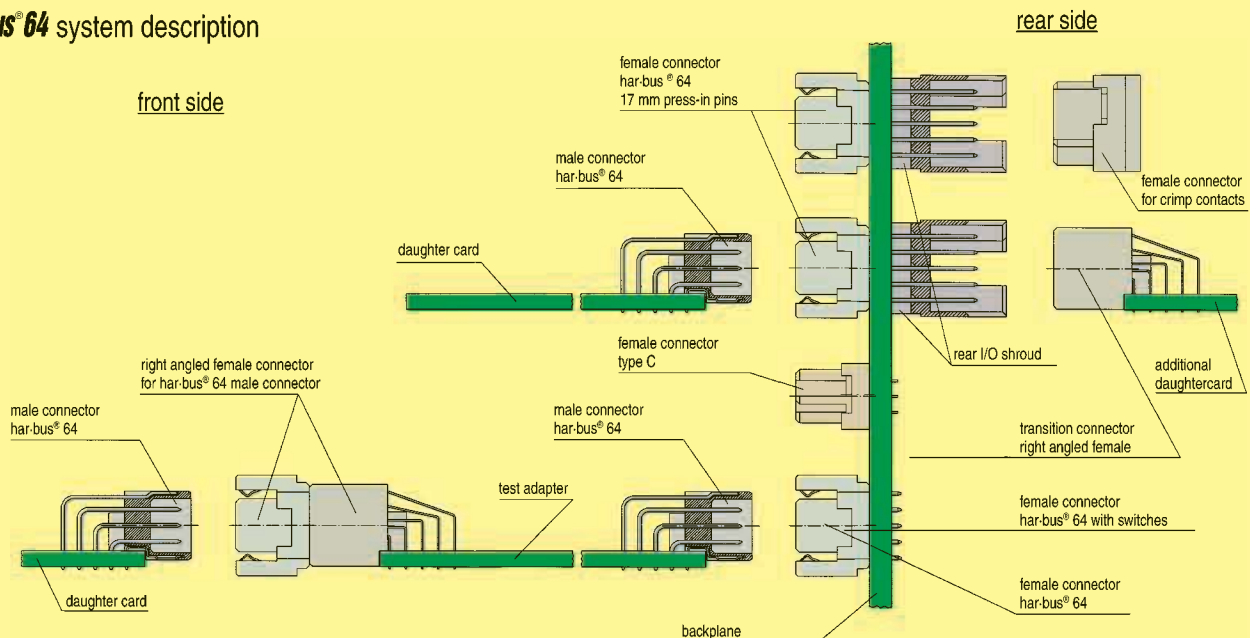 us® 64 system description
rear side
front side
female connector
har·bus ® 64
17 mm press-in pins
male connector
har·bus® 64
female connector
for crimp contacts
daughter card
female connector
type C
rear I/O shroud
additional
daughtercard
right angled female connector
for har·bus® 64 male connector
male connector
har·bus® 64
male connector
har·bus® 64
transition connector
right angled female
test adapter
female connector
har·bus® 64 with switches
female connector
har·bus® 64
daughter card
backplane